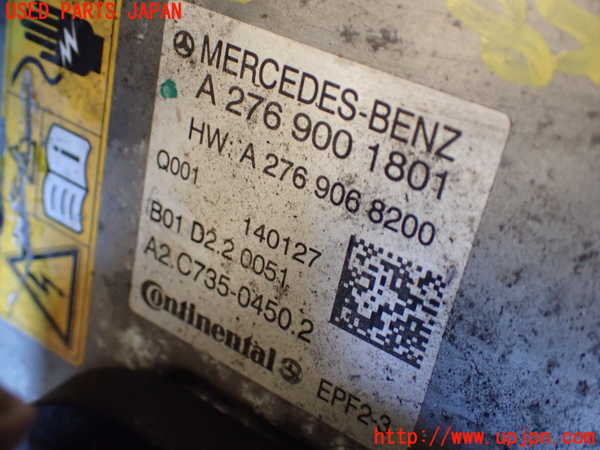 USED PARTS JAPAN
MERCEDES-BENZ
A 276 900 1801
HW: A 276 906 8200
Q001
140127
B01 D2.2 0051
A2.C735-0450.2
Continental
EPF2.3
http://www.upjpn.com/